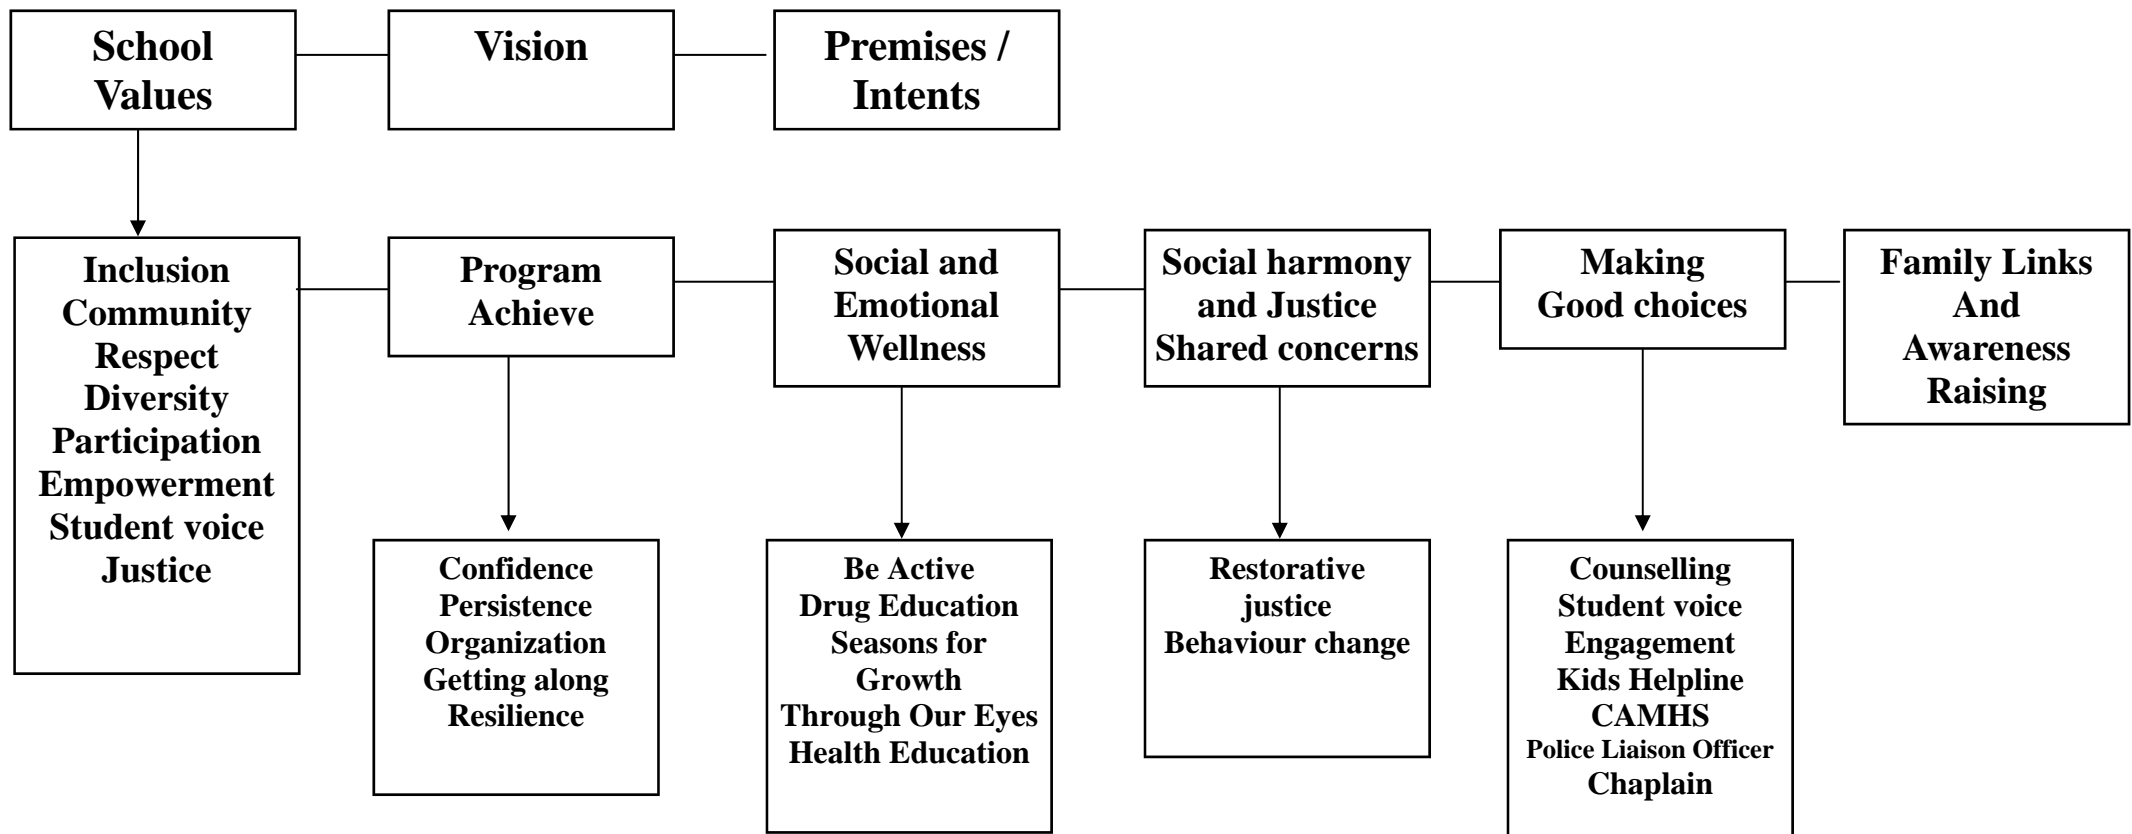 School
Values
Vision
Premises /
Intents
Inclusion
Community
Respect
Diversity
Participation
Empowerment
Student voice
Justice
Program
Achieve
Social and
Emotional
Wellness
Social harmony
and Justice
Shared concerns
Making
Good choices
Family Links
And
Awareness
Raising
Confidence
Persistence
Organization
Getting along
Resilience
Be Active
Drug Education
Seasons for
Growth
Through Our Eyes
Health Education
Restorative
justice
Behaviour change
Counselling
Student voice
Engagement
Kids Helpline
CAMHS
Police Liaison Officer
Chaplain